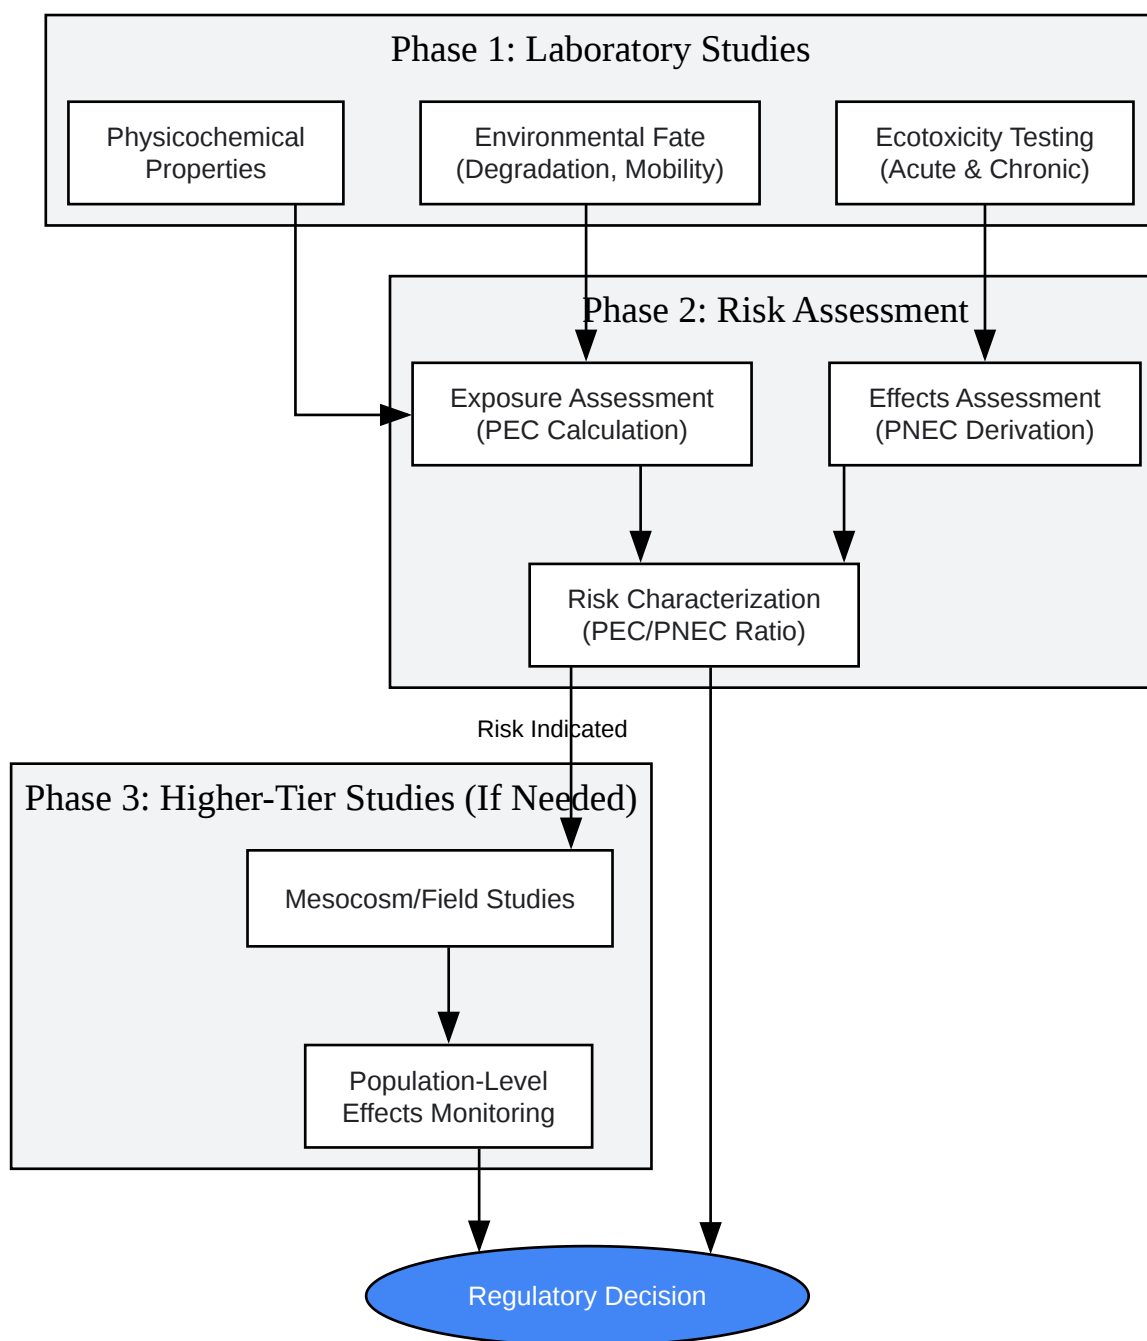 Phase 1: Laboratory Studies
Physicochemical
Properties
Environmental Fate
(Degradation, Mobility)
Ecotoxicity Testing
(Acute & Chronic)
Phase 2: Risk Assessment
Exposure Assessment
(PEC Calculation)
Effects Assessment
(PNEC Derivation)
Risk Characterization
(PEC/PNEC Ratio)
Risk Indicated
Phase 3: Higher-Tier Studies (If Needed)
Mesocosm/Field Studies
Population-Level
Effects Monitoring
Regulatory Decision